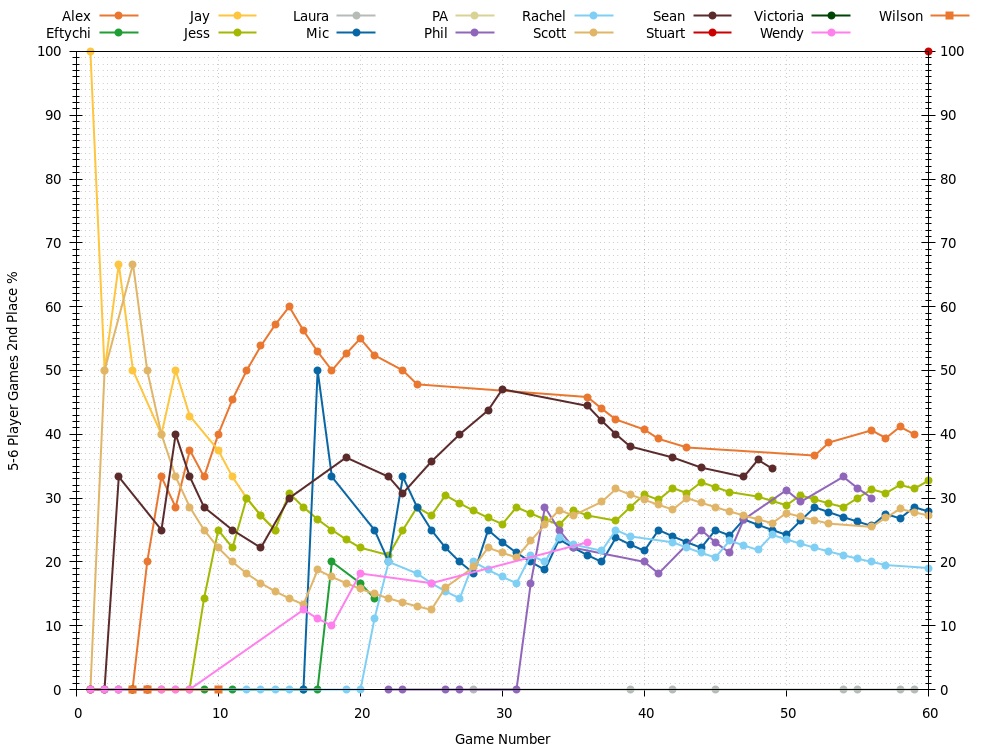 Alex Jay Laura PA Rachel Sean Victoria Wilson
Eftychi Jess Mic Phil Scott Stuart Wendy
100 100
90 90
80 80
70 70
60 60
50 50
40 40
30 30
20 20
10 10
0 0
5-6 Player Games 2nd Place %
0 10 20 30 40 50 60
Game Number